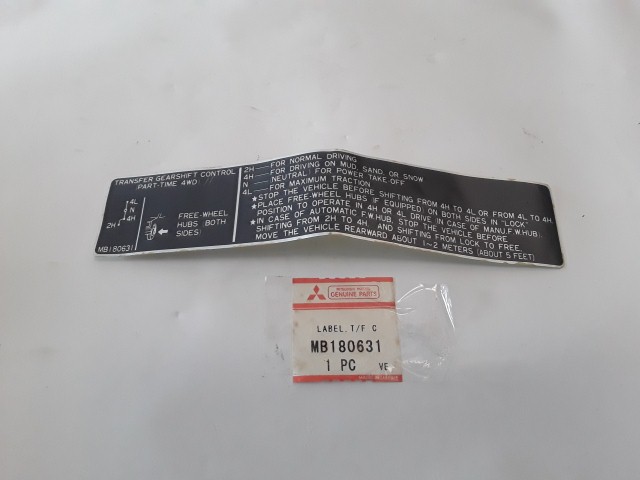 TRANSFER GEARSHIFT CONTROL
(PART-TIME 4WD)
4L
N
4H
2H
FREE-WHEEL
HUBS (BOTH
SIDES)
MB180631
2H — FOR NORMAL DRIVING
4H — FOR DRIVING ON MUD, SAND, OR SNOW
N — (NEUTRAL) FOR POWER TAKE OFF
4L — FOR MAXIMUM TRACTION
★STOP THE VEHICLE BEFORE SHIFTING FROM 4H TO 4L OR FROM 4L TO 4H
★PLACE FREE-WHEEL HUBS IF EQUIPPED, ON BOTH SIDES IN "LOCK"
POSITION TO OPERATE IN 4H OR 4L DRIVE IN CASE OF MANU. F.W.HUB.
★IN CASE OF AUTOMATIC F.W.HUB, STOP THE VEHICLE BEFORE
SHIFTING FROM 2H TO 4H AND SHIFTING FROM LOCK TO FREE.
MOVE THE VEHICLE REARWARD ABOUT 1~2 METERS (ABOUT 5 FEET)
GENUINE PARTS
LABEL, T/F C
MB180631
1 PC VE